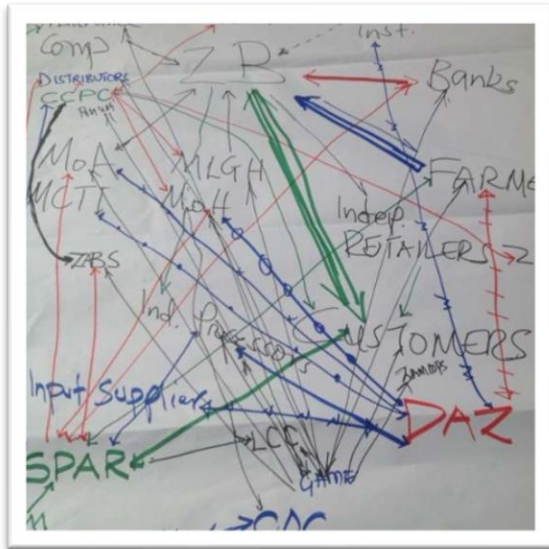 Comp
Inst.
Z B
Banks
DISTRIBUTORS
CCPC
MoA
MLGH
FARME
MCTI
MoH
Indep.
RETAILERS
Z
ZABS
Ind. Processors
CUSTOMERS
Input Supplier
DAZ
LCC
SPAR
GAME
CAC
m